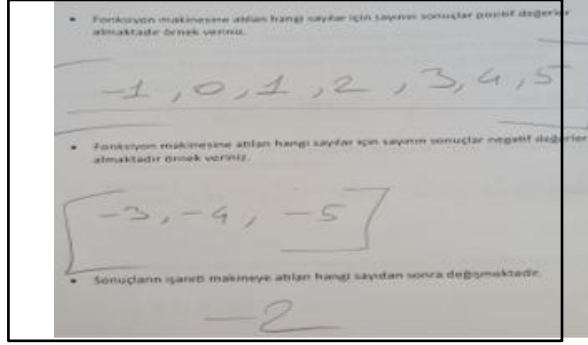 • Fonksiyon makinesine atılan hangi sayılar için sayının sonuçlar pozitif değerler
almaktadır örnek veriniz.
-1, 0, 1, 2, 3, 4, 5
• Fonksiyon makinesine atılan hangi sayılar için sayının sonuçlar negatif değerler
almaktadır örnek veriniz.
-3, -4, -5
• Sonuçların işareti makineye atılan hangi sayıdan sonra değişmektedir.
-2